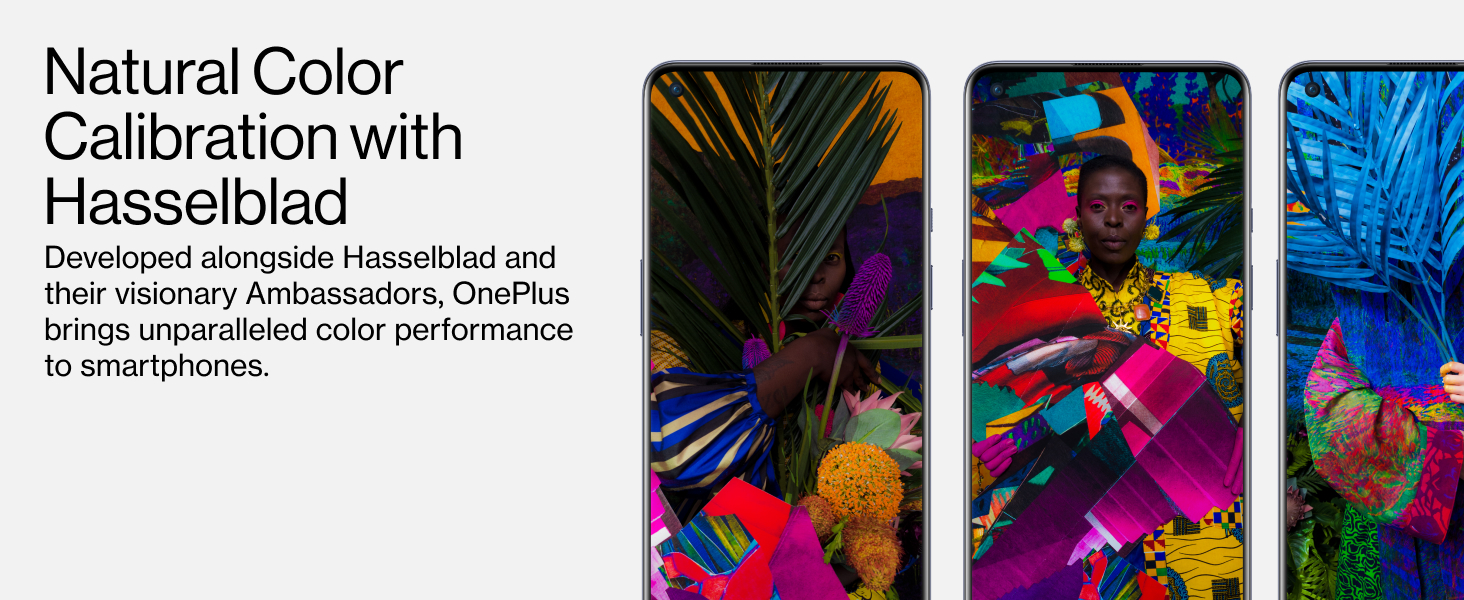 Natural Color
Calibration with
Hasselblad
Developed alongside Hasselblad and
their visionary Ambassadors, OnePlus
brings unparalleled color performance
to smartphones.